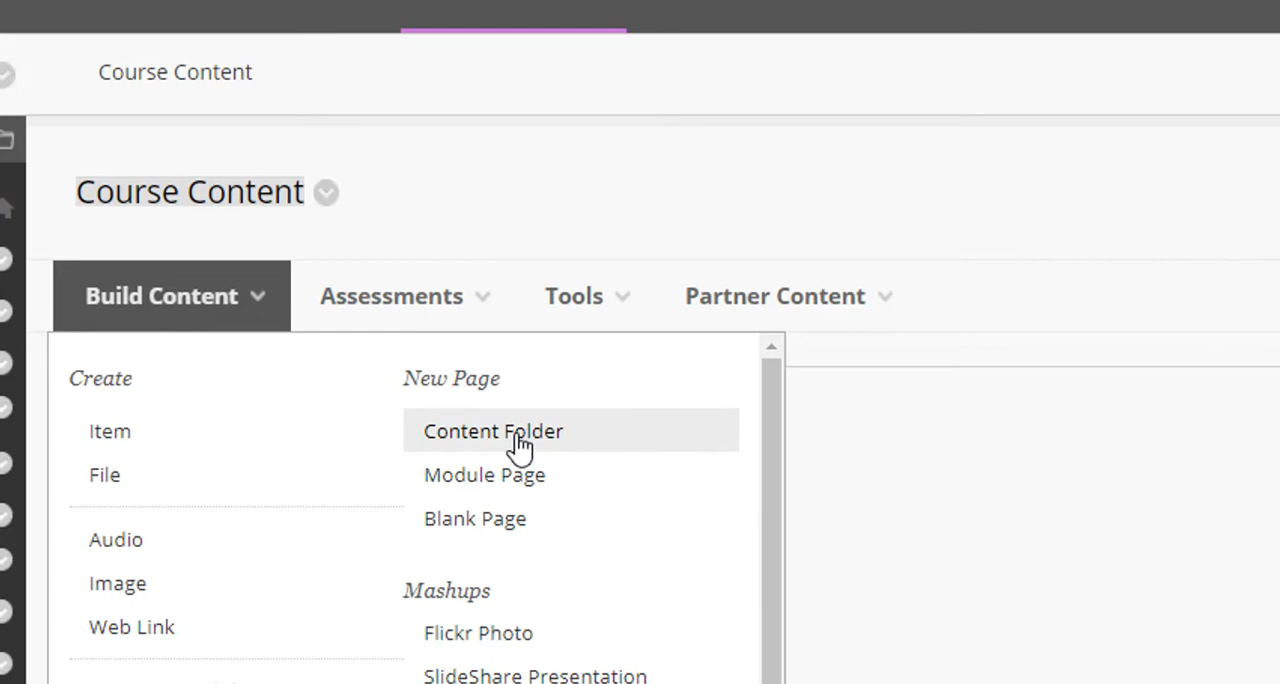 Course Content
Course Content
Build Content Assessments Tools Partner Content
Create
Item
File
Audio
Image
Web Link
New Page
Content Folder
Module Page
Blank Page
Mashups
Flickr Photo
SlideShare Presentation